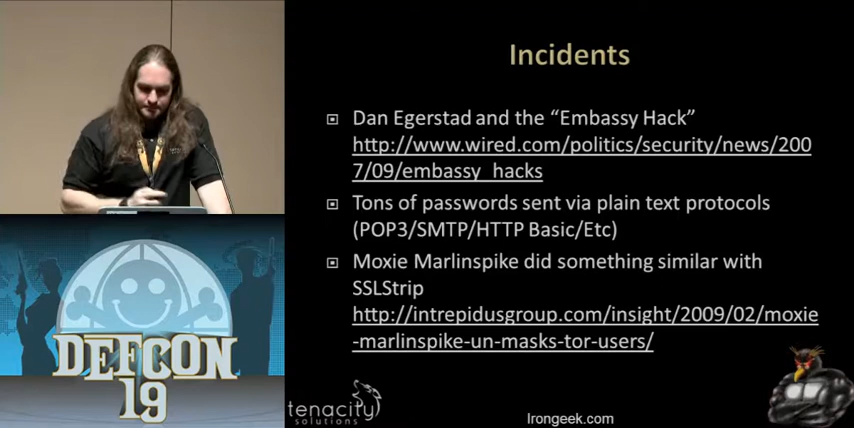 Incidents
Dan Egerstad and the “Embassy Hack”
http://www.wired.com/politics/security/news/200
7/09/embassy_hacks
Tons of passwords sent via plain text protocols
(POP3/SMTP/HTTP Basic/Etc)
Moxie Marlinspike did something similar with
SSLStrip
http://intrepidusgroup.com/insight/2009/02/moxie
-marlinspike-un-masks-tor-users/
DEFCON
19
tenacity
solutions
Irongeek.com